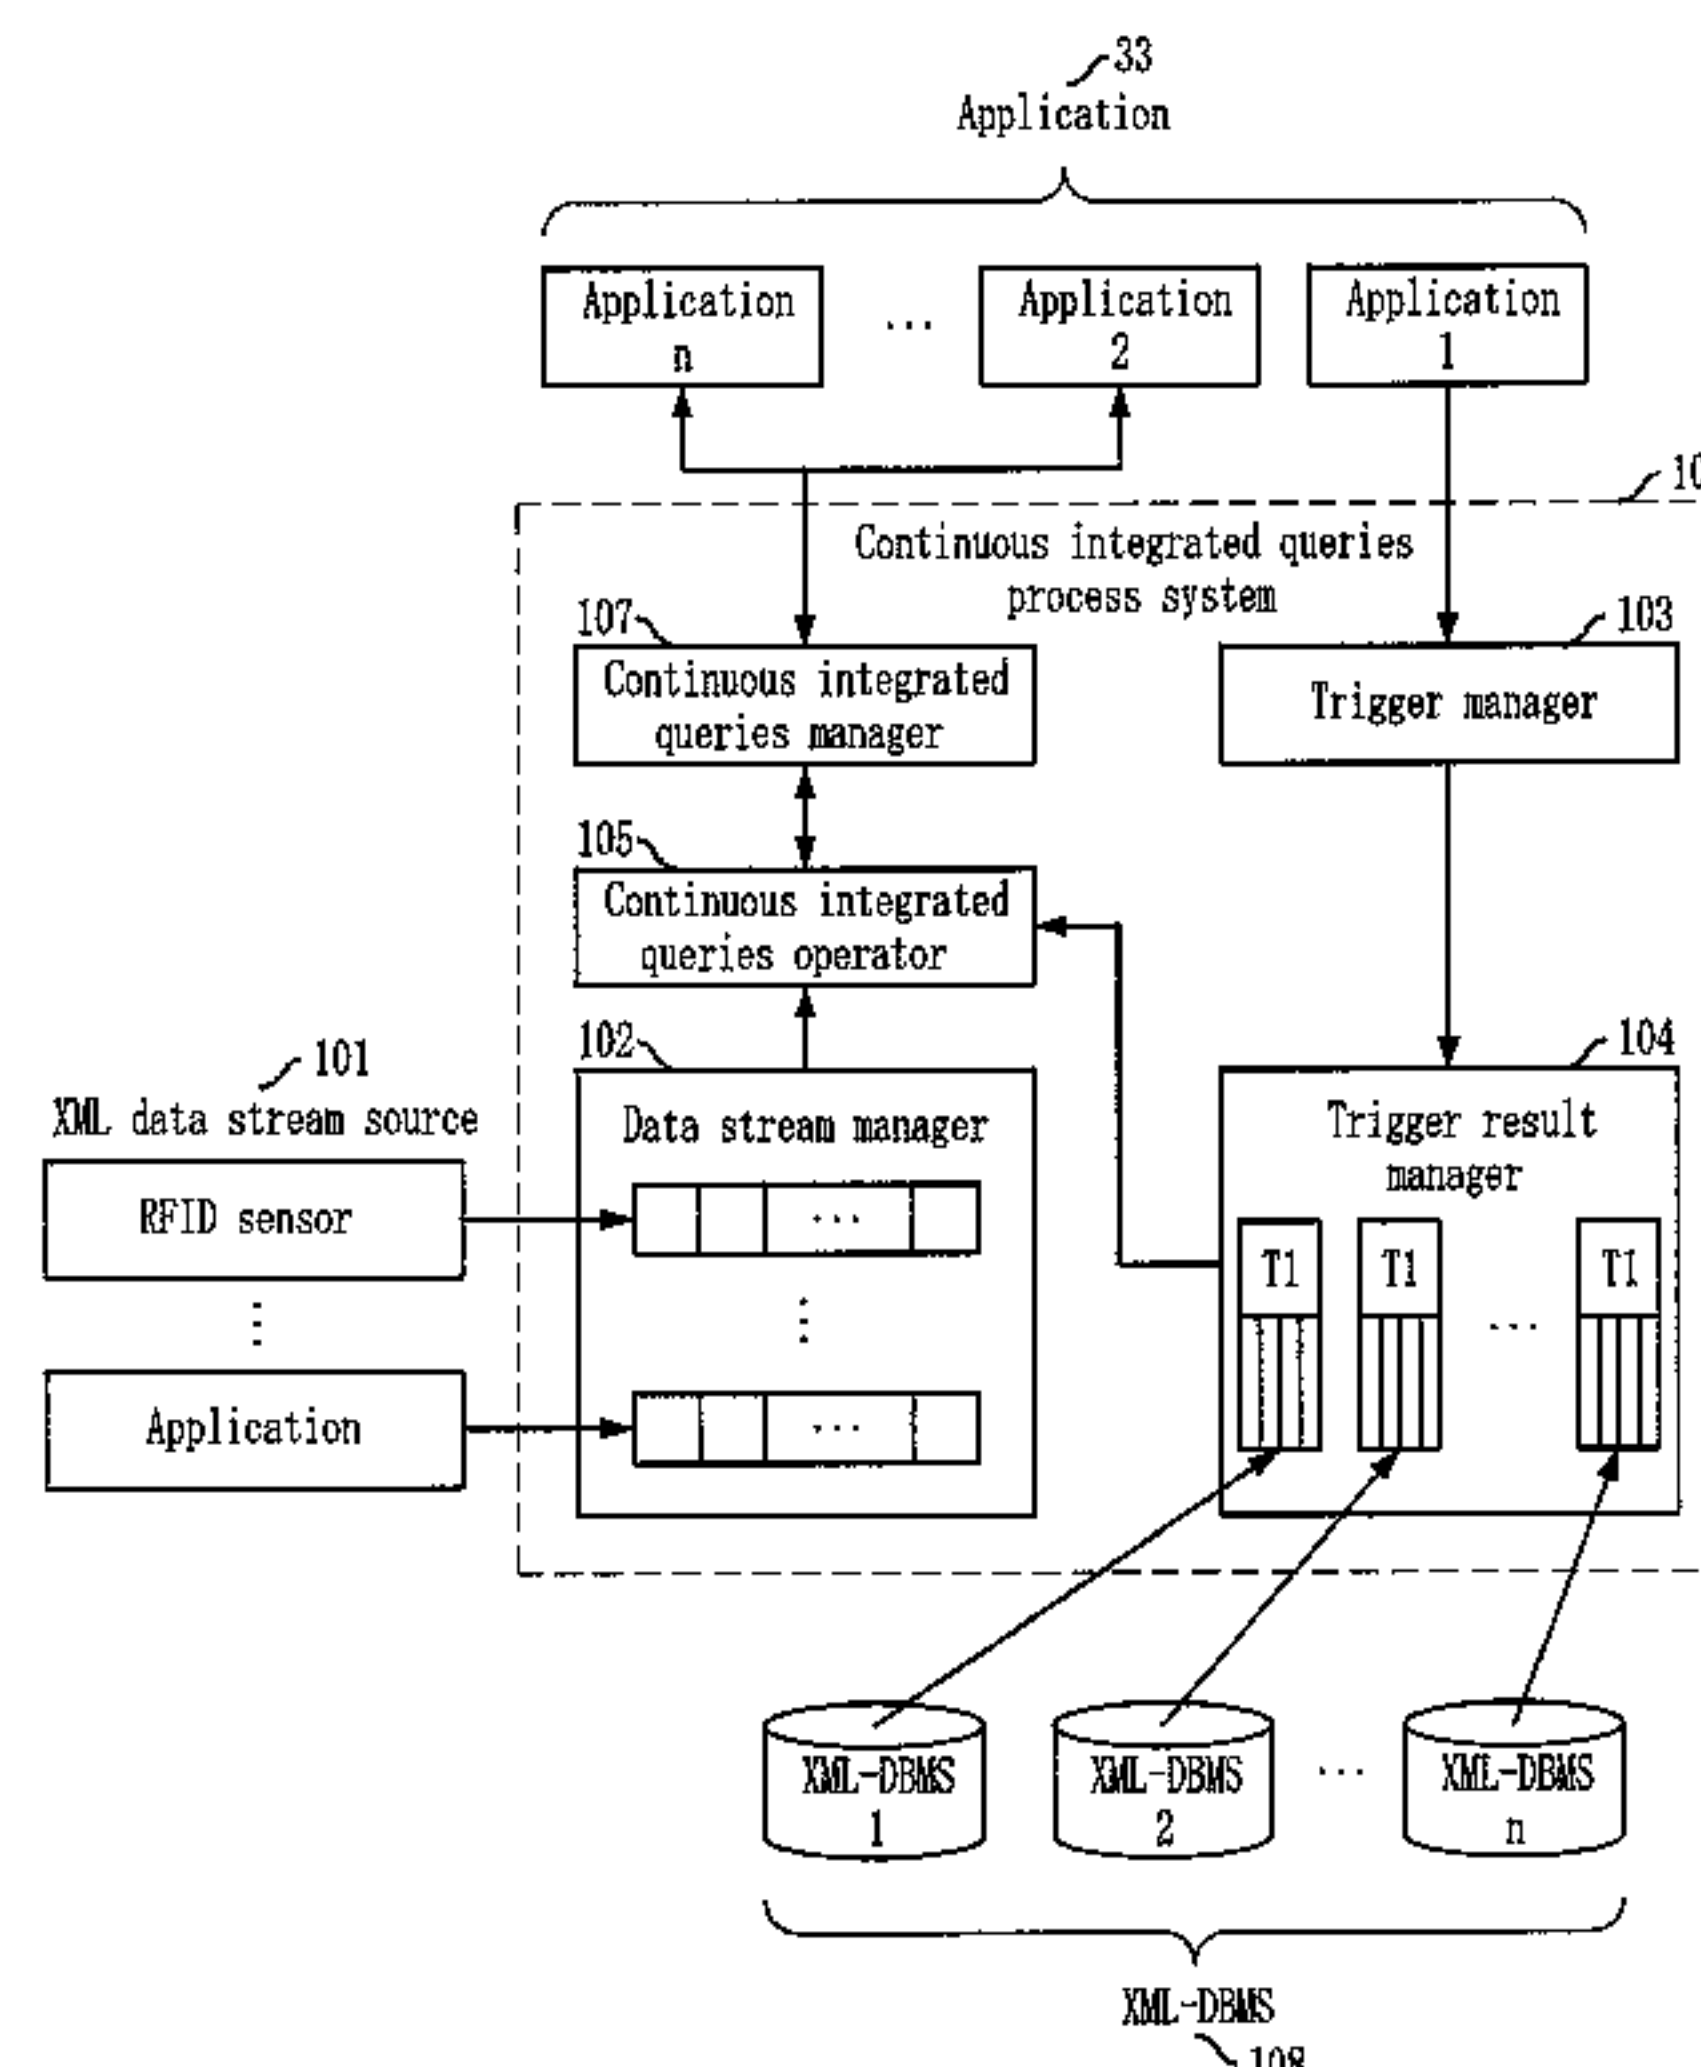 33
Application
Application
n
...
Application
2
Application
1
Continuous integrated queries
process system
107
103
Continuous integrated
queries manager
Trigger manager
105
Continuous integrated
queries operator
102
104
101
XML data stream source
Data stream manager
Trigger result
manager
RFID sensor
...
T1
T1
T1
...
Application
...
XML-DBMS
1
XML-DBMS
2
...
XML-DBMS
n
XML-DBMS
108